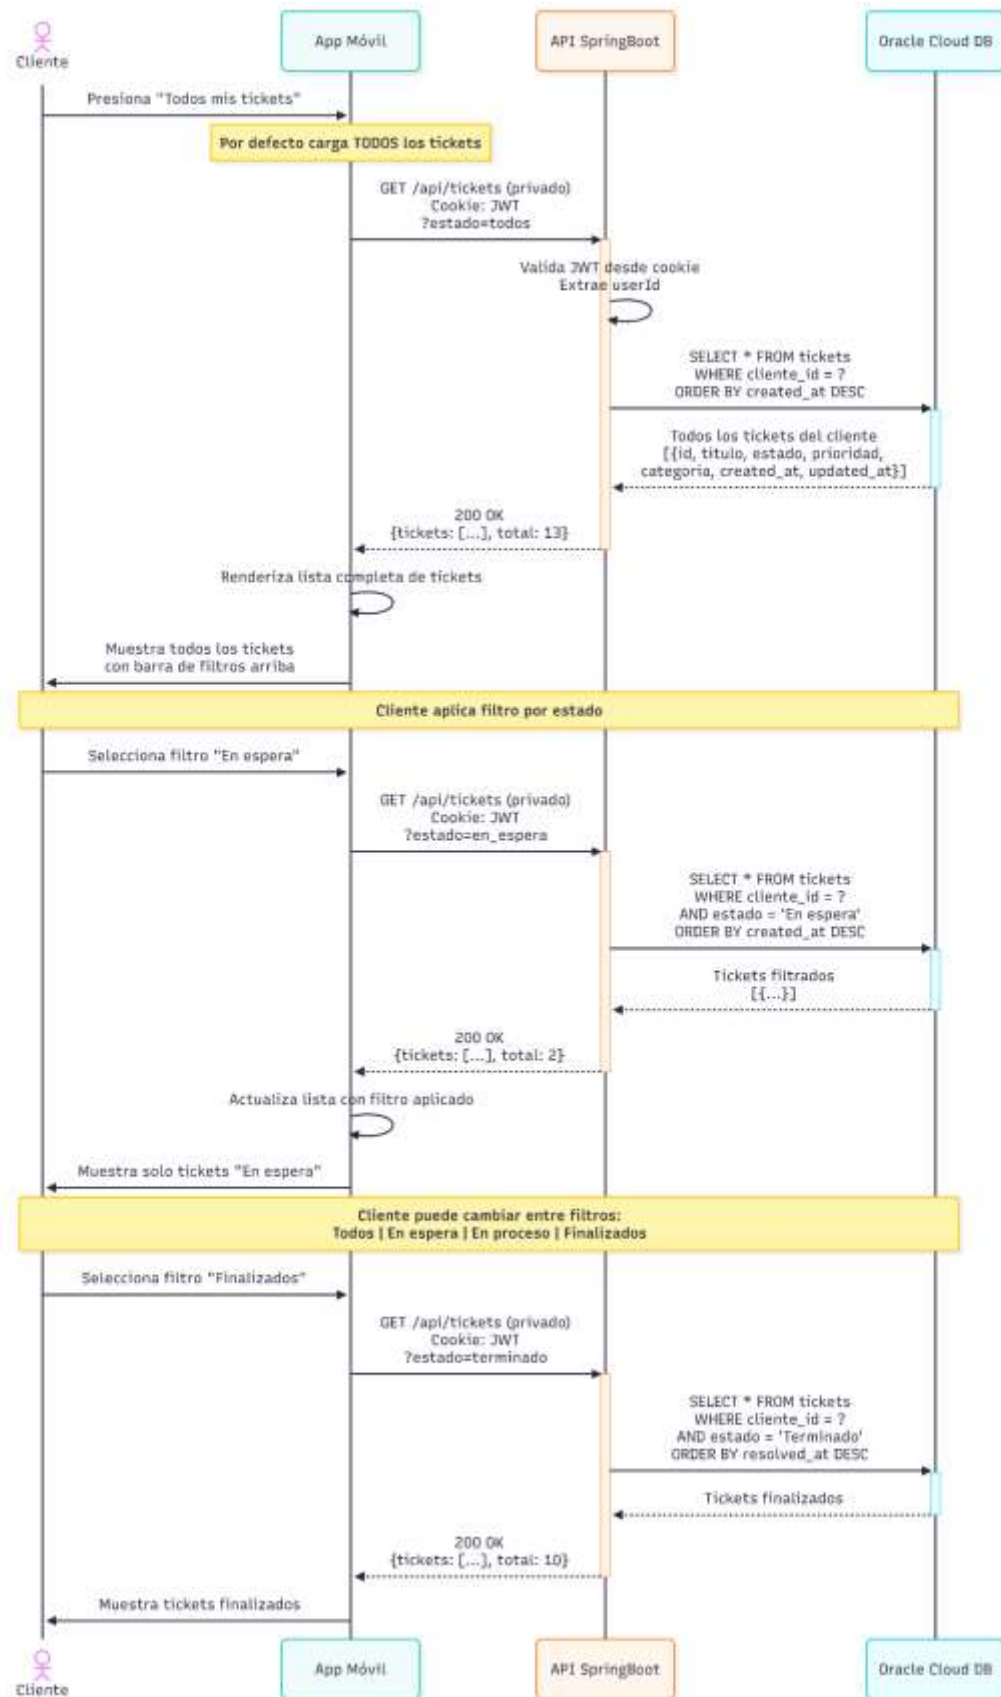 Cliente
App Móvil
API SpringBoot
Oracle Cloud DB
Presiona "Todos mis tickets"
Por defecto carga TODOS los tickets
GET /api/tickets (privado)
Cookie: JWT
?estado=todos
Valida JWT desde cookie
Extrae userId
SELECT * FROM tickets
WHERE cliente_id = ?
ORDER BY created_at DESC
Todos los tickets del cliente
[{id, titulo, estado, prioridad,
categoria, created_at, updated_at}]
200 OK
{tickets: [...], total: 13}
Renderiza lista completa de tickets
Muestra todos los tickets
con barra de filtros arriba
Cliente aplica filtro por estado
Selecciona filtro "En espera"
GET /api/tickets (privado)
Cookie: JWT
?estado=en_espera
SELECT * FROM tickets
WHERE cliente_id = ?
AND estado = 'En espera'
ORDER BY created_at DESC
Tickets filtrados
[{...}]
200 OK
{tickets: [...], total: 2}
Actualiza lista con filtro aplicado
Muestra solo tickets "En espera"
Cliente puede cambiar entre filtros:
Todos | En espera | En proceso | Finalizados
Selecciona filtro "Finalizados"
GET /api/tickets (privado)
Cookie: JWT
?estado=terminado
SELECT * FROM tickets
WHERE cliente_id = ?
AND estado = 'Terminado'
ORDER BY resolved_at DESC
Tickets finalizados
200 OK
{tickets: [...], total: 10}
Muestra tickets finalizados
Cliente
App Móvil
API SpringBoot
Oracle Cloud DB